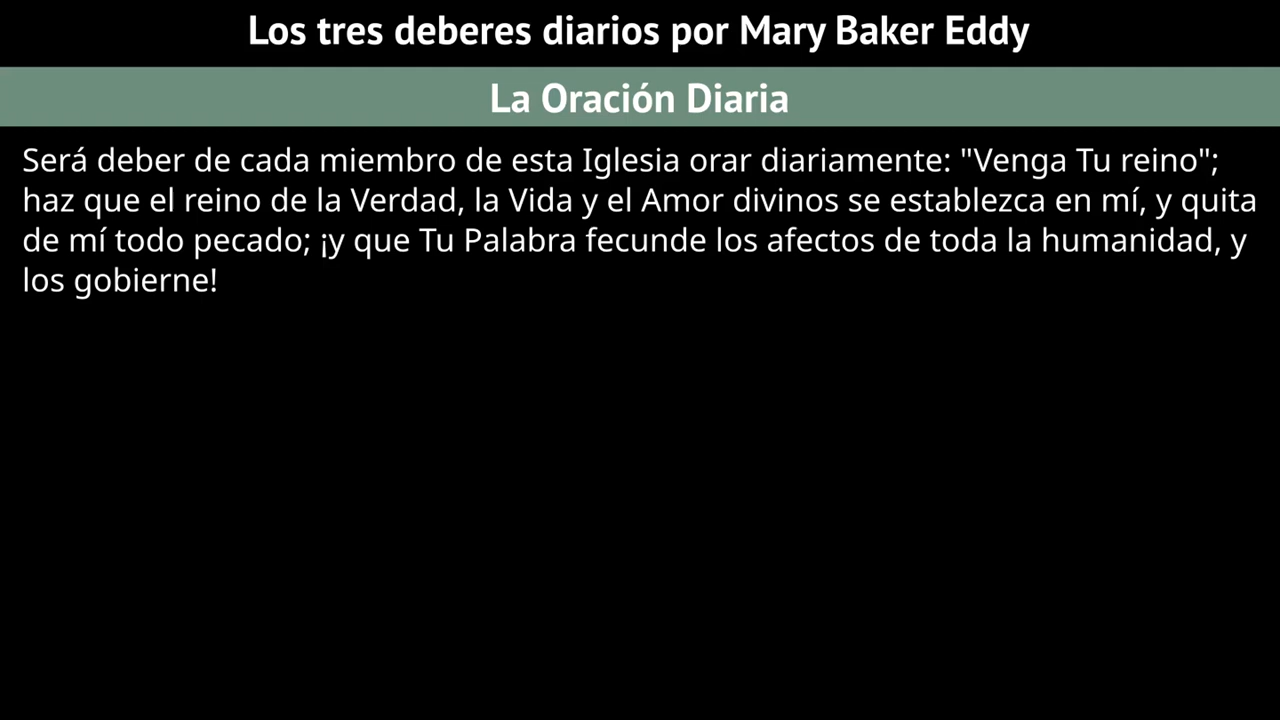 Los tres deberes diarios por Mary Baker Eddy
La Oración Diaria
Será deber de cada miembro de esta Iglesia orar diariamente: "Venga Tu reino";
haz que el reino de la Verdad, la Vida y el Amor divinos se establezca en mí, y quita
de mí todo pecado; ¡y que Tu Palabra fecunde los afectos de toda la humanidad, y
los gobierne!